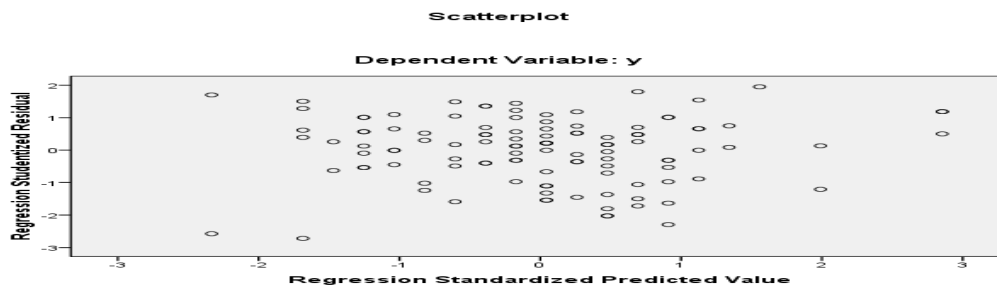 Scatterplot
Dependent Variable: y
Regression Studentized Residual
2
1
0
-1
-2
-3
-3 -2 -1 0 1 2 3
Regression Standardized Predicted Value